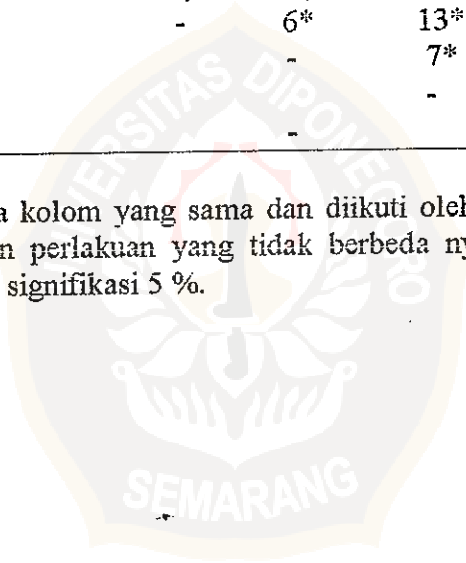 - 6* 13*
- 7*
-
-
a kolom yang sama dan diikuti oleh
n perlakuan yang tidak berbeda ny
signifikasi 5 %.
UNIVERSITAS DIPONEGORO
SEMARANG